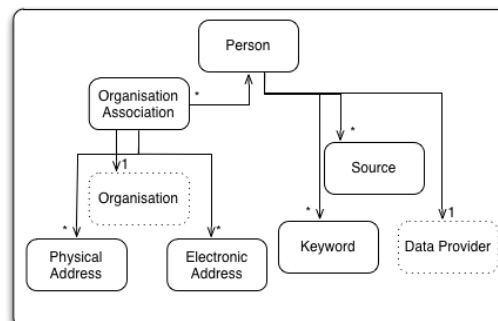 Person
Organisation
Association
*
*
1
Source
Organisation
*
*
*
1
Physical
Address
Electronic
Address
Keyword
Data Provider